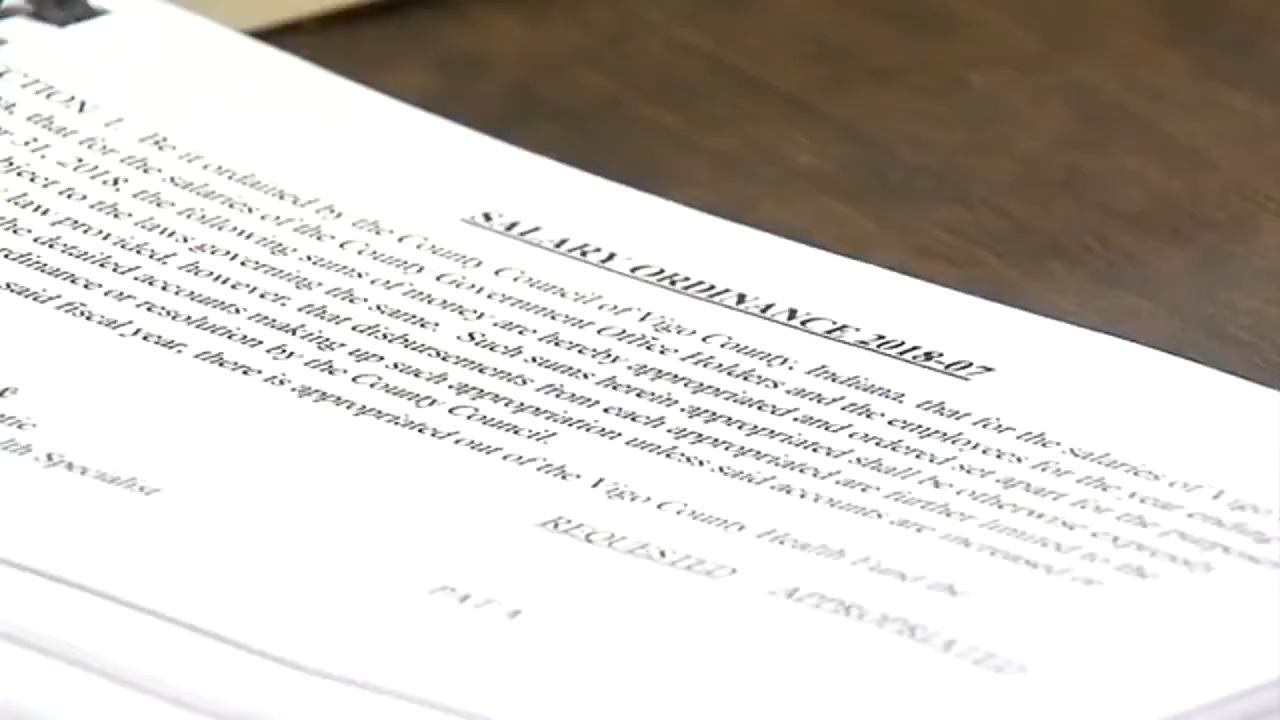 SALARY ORDINANCE 2018-07
CTION 1. Be it ordained by the County Council of Vigo County, Indiana, that for the salaries of Vigo
that for the salaries of the County Government Office Holders and the employees for the year ending
31, 2018, the following sums of money are hereby appropriated and ordered set apart for the purposes
bject to the laws governing the same. Such sums herein appropriated shall be otherwise expressly
law provided, however, that disbursements from each appropriated are further limited to the
he detailed accounts making up such appropriation unless said accounts are increased or
rdinance or resolution by the County Council.
said fiscal year, there is appropriated out of the Vigo County Health Fund the
REQUESTED APPROPRIATED
lth Specialist
PAT A